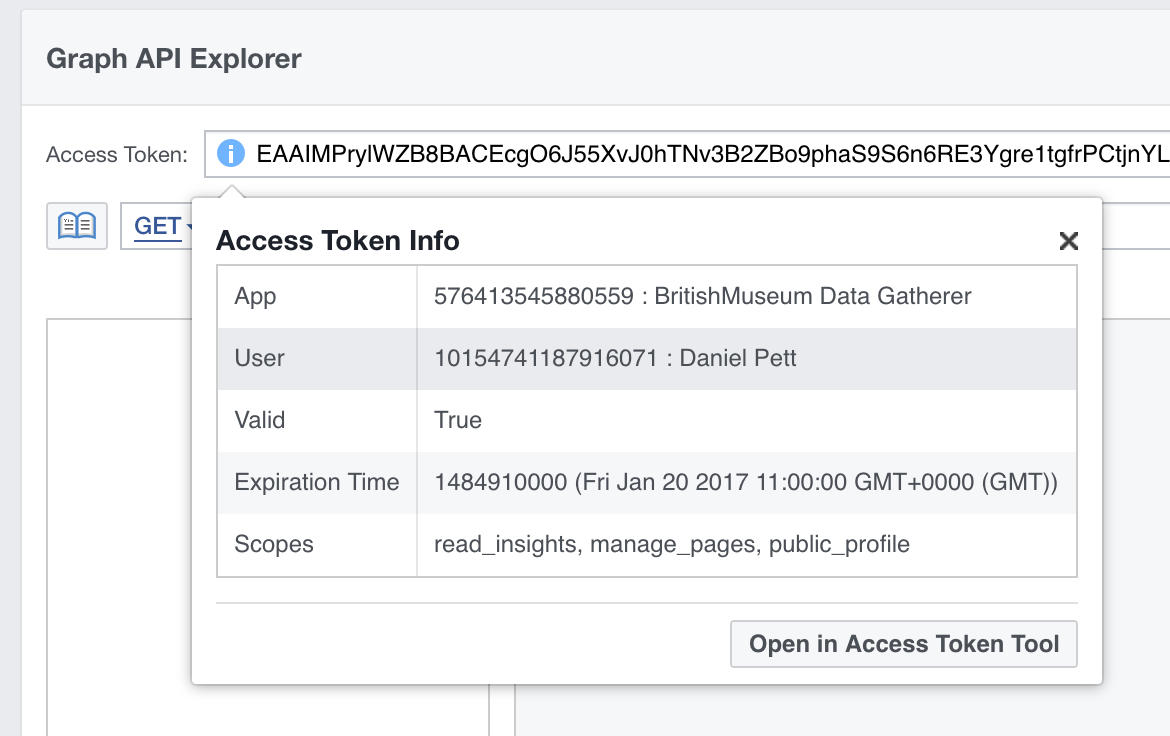 Graph API Explorer
Access Token: EAAIMPrylWZB8BACEcgO6J55XvJ0hTNv3B2ZBo9phaS9S6n6RE3Ygre1tgfrPCtjnYL
GET
Access Token Info
App 576413545880559 : BritishMuseum Data Gatherer
User 10154741187916071 : Daniel Pett
Valid True
Expiration Time 1484910000 (Fri Jan 20 2017 11:00:00 GMT+0000 (GMT))
Scopes read_insights, manage_pages, public_profile
Open in Access Token Tool